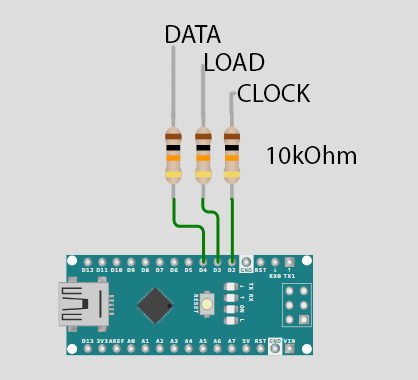 DATA
LOAD
CLOCK
10kOhm
D12 D11 D10 D9 D8 D7 D6 D5 D4 D3 D2 GND RST RX0 TX1
TX RX
ON L
RESET
D13 3V3 AREF A0 A1 A2 A3 A4 A5 A6 A7 5V RST GND VIN